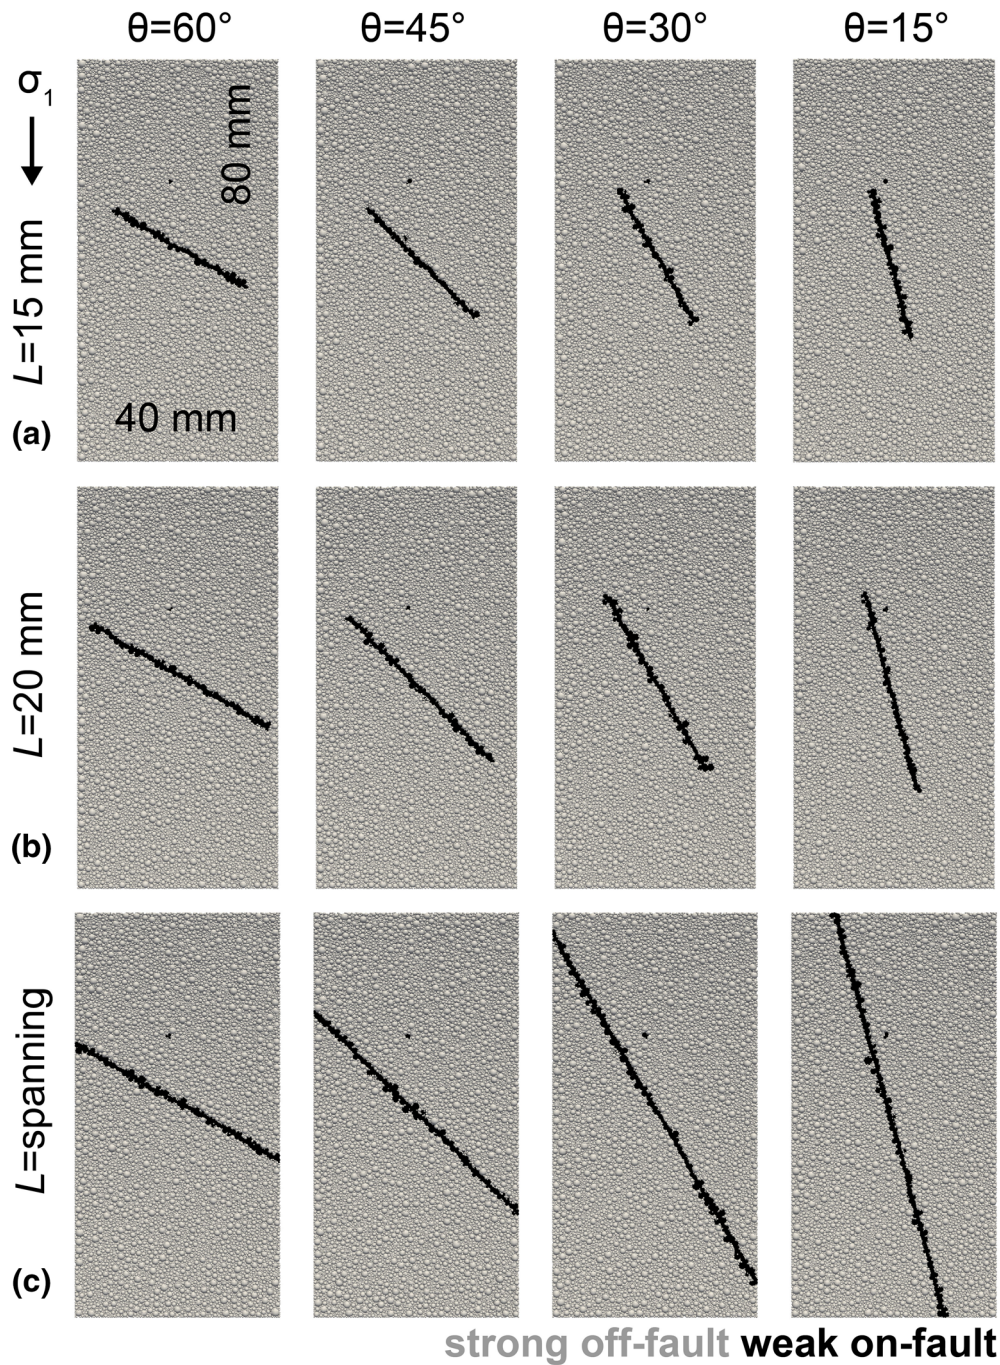 θ=60° θ=45° θ=30° θ=15°
σ1
80 mm
L=15 mm
40 mm
(a)
L=20 mm
(b)
L=spanning
(c)
strong off-fault weak on-fault